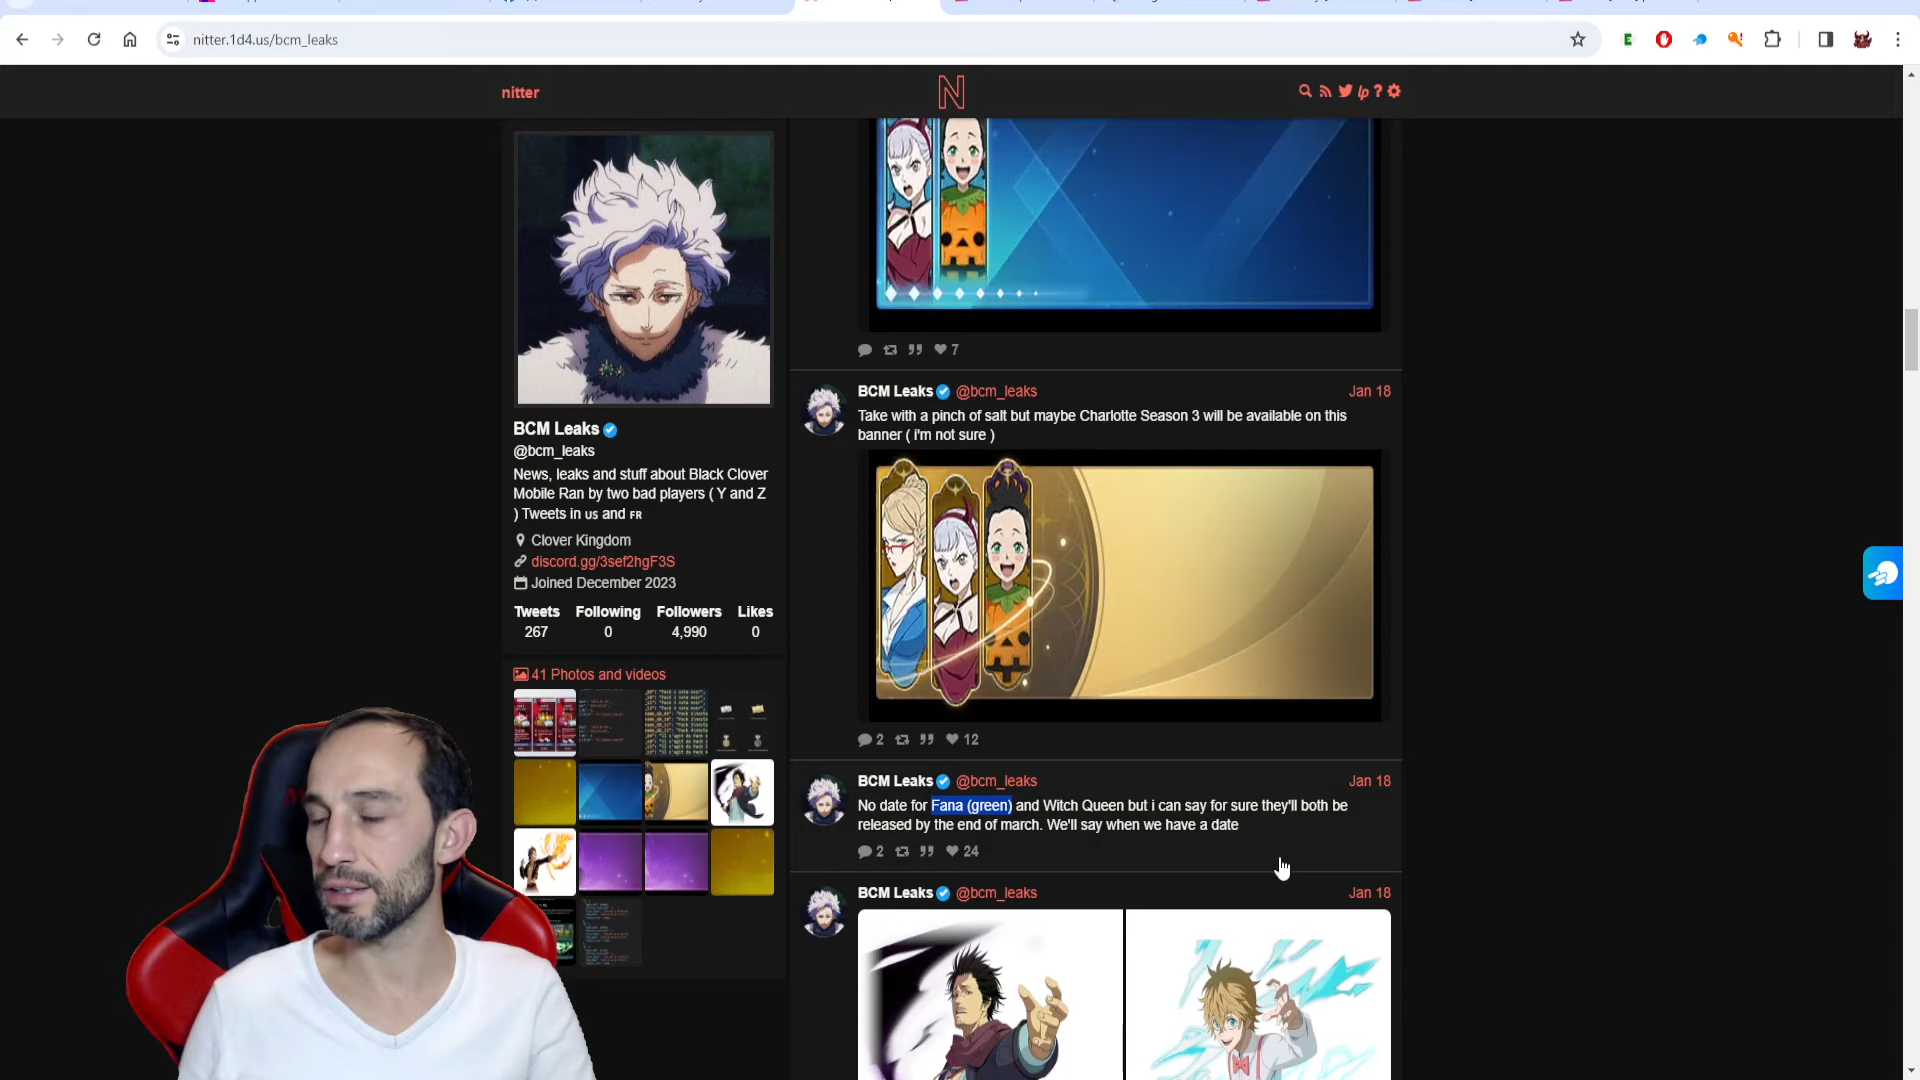 nitter.1d4.us/bcm_leaks
nitter
N
7
BCM Leaks @bcm_leaks Jan 18
Take with a pinch of salt but maybe Charlotte Season 3 will be available on this
banner ( i'm not sure )
2 12
BCM Leaks @bcm_leaks Jan 18
No date for Fana (green) and Witch Queen but i can say for sure they'll both be
released by the end of march. We'll say when we have a date
2 24
BCM Leaks @bcm_leaks Jan 18
BCM Leaks
@bcm_leaks
News, leaks and stuff about Black Clover
Mobile Ran by two bad players ( Y and Z
) Tweets in US and FR
Clover Kingdom
discord.gg/3sef2hgF3S
Joined December 2023
Tweets Following Followers Likes
267 0 4,990 0
41 Photos and videos